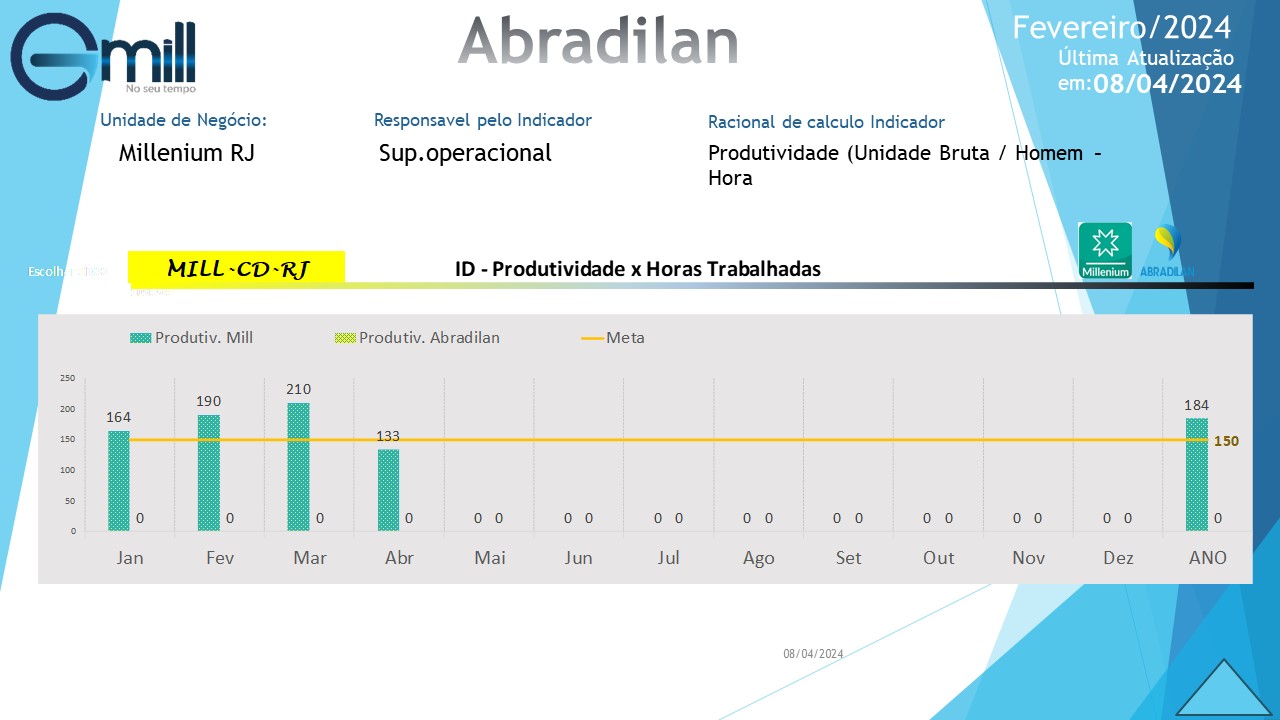 emill
No seu tempo
Abradilan
Fevereiro/2024
Última Atualização
em:08/04/2024
Unidade de Negócio:
Millenium RJ
Responsavel pelo Indicador
Sup.operacional
Racional de calculo Indicador
Produtividade (Unidade Bruta / Homem –
Hora
MILL-CD-RJ
ID - Produtividade x Horas Trabalhadas
Millenium
ABRADILAN
Produtiv. Mill
Produtiv. Abradilan
Meta
250
200
150
100
50
0
164
0
190
0
210
0
133
0
0 0
0 0
0 0
0 0
0 0
0 0
0 0
0 0
184
0
150
Jan Fev Mar Abr Mai Jun Jul Ago Set Out Nov Dez ANO
08/04/2024